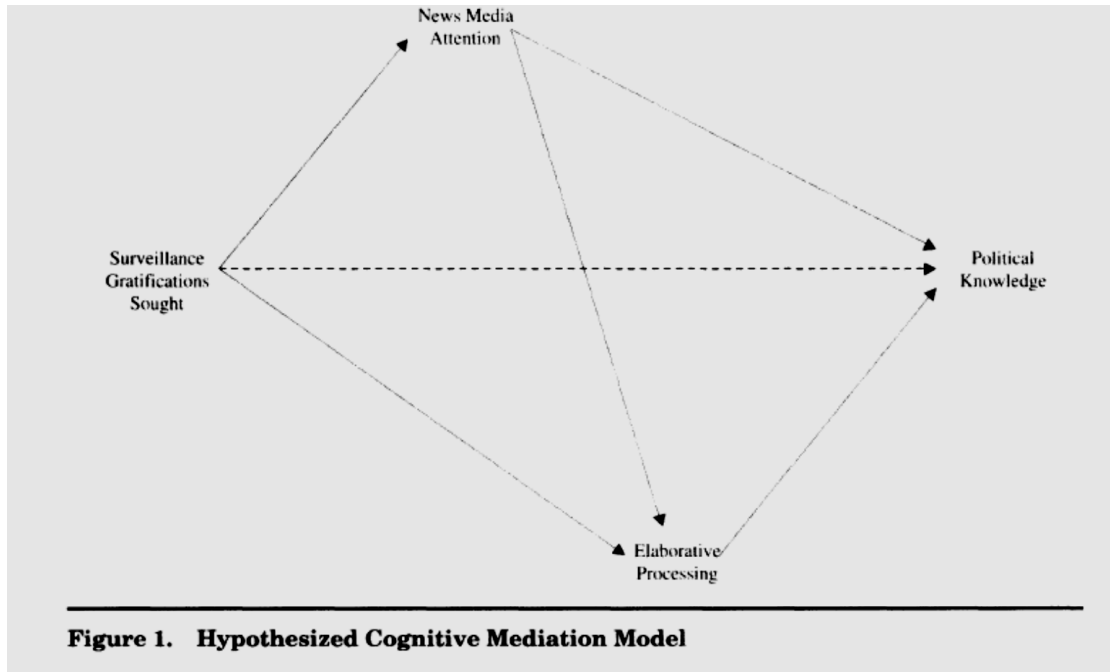 News Media
Attention
Surveillance
Gratifications
Sought
Political
Knowledge
Elaborative
Processing
Figure 1. Hypothesized Cognitive Mediation Model